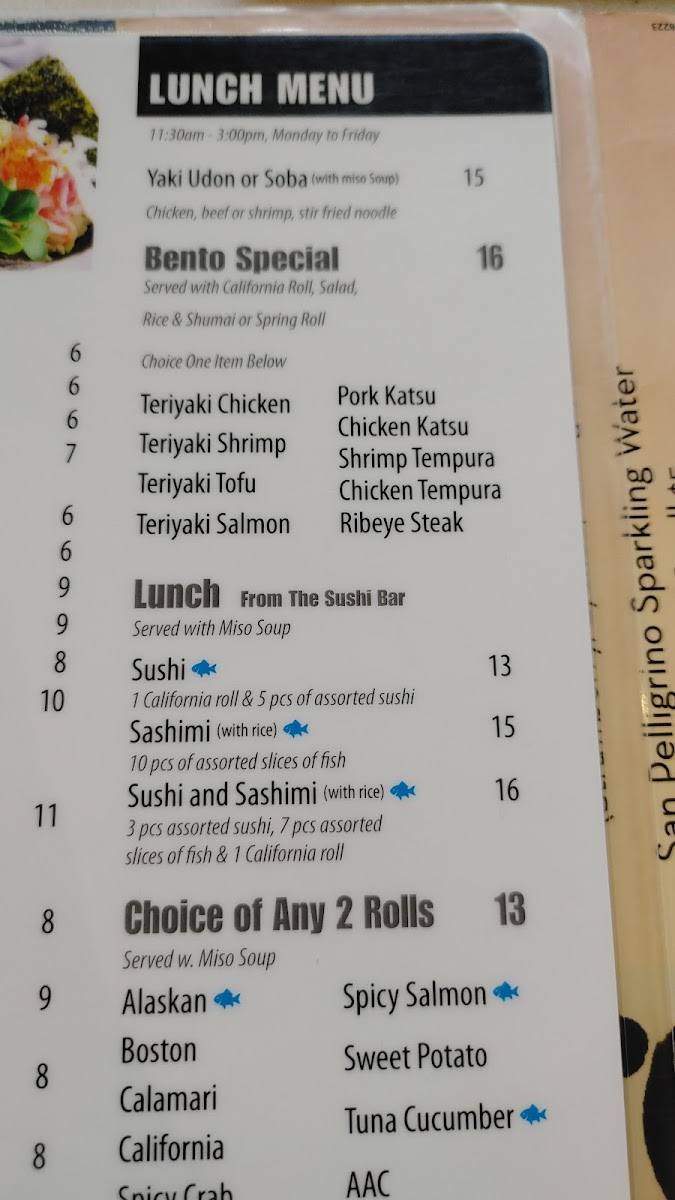 LUNCH MENU
11:30am - 3:00pm, Monday to Friday
Yaki Udon or Soba (with miso Soup) 15
Chicken, beef or shrimp, stir fried noodle
Bento Special 16
Served with California Roll, Salad,
Rice & Shumai or Spring Roll
Choice One Item Below
Teriyaki Chicken
Teriyaki Shrimp
Teriyaki Tofu
Teriyaki Salmon
Pork Katsu
Chicken Katsu
Shrimp Tempura
Chicken Tempura
Ribeye Steak
Lunch From The Sushi Bar
Served with Miso Soup
Sushi 13
1 California roll & 5 pcs of assorted sushi
Sashimi (with rice) 15
10 pcs of assorted slices of fish
Sushi and Sashimi (with rice) 16
3 pcs assorted sushi, 7 pcs assorted
slices of fish & 1 California roll
Choice of Any 2 Rolls 13
Served w. Miso Soup
Alaskan
Boston
Calamari
California
Spicy Crab
Spicy Salmon
Sweet Potato
Tuna Cucumber
AAC
6
6
6
7
6
6
9
9
8
10
11
8
9
8
8
San Pelligrino Sparkling Water